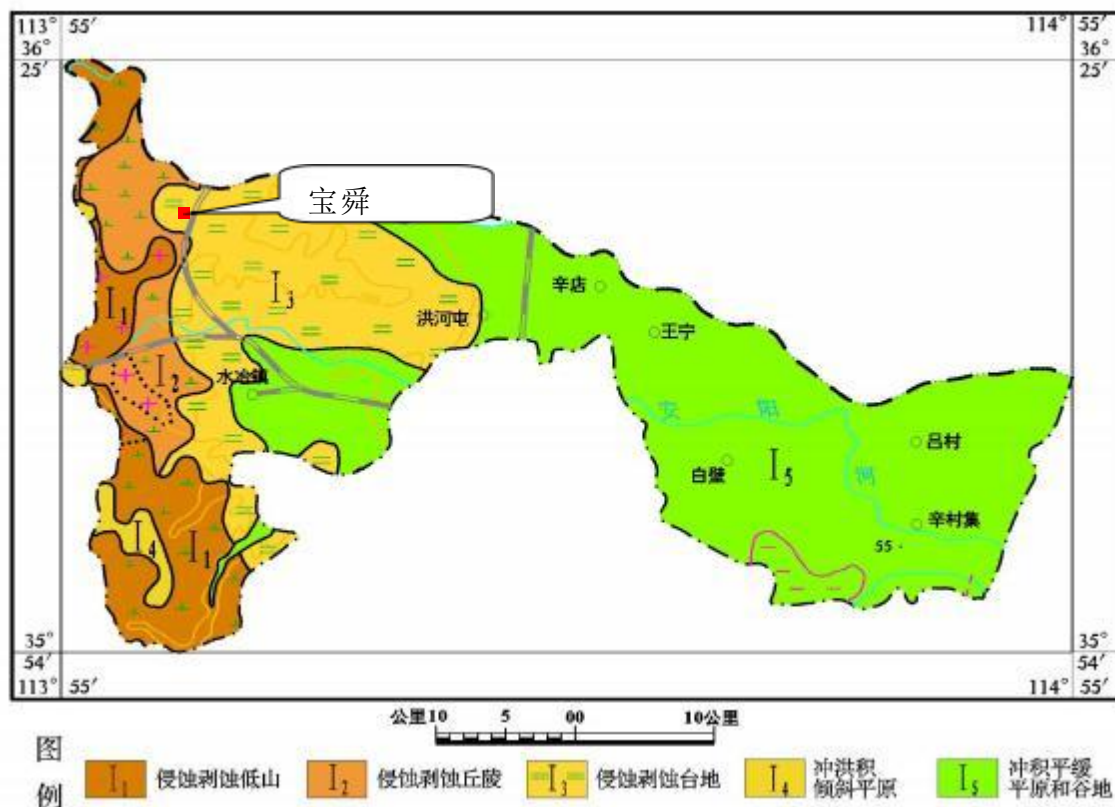 113° 55′
114° 55′
36° 25′
36° 25′
宝舜
I3
辛店
洪河屯
王宁
I1
水冶镇
I2
安 阳 河
吕村
白壁
I5
辛村集
I4
I1
55
35° 54′
35° 54′
113° 55′
114° 55′
公里10 5 00 10公里
图例
I1 侵蚀剥蚀低山
I2 侵蚀剥蚀丘陵
I3 侵蚀剥蚀台地
I4 冲洪积倾斜平原
I5 冲积平缓平原和谷地